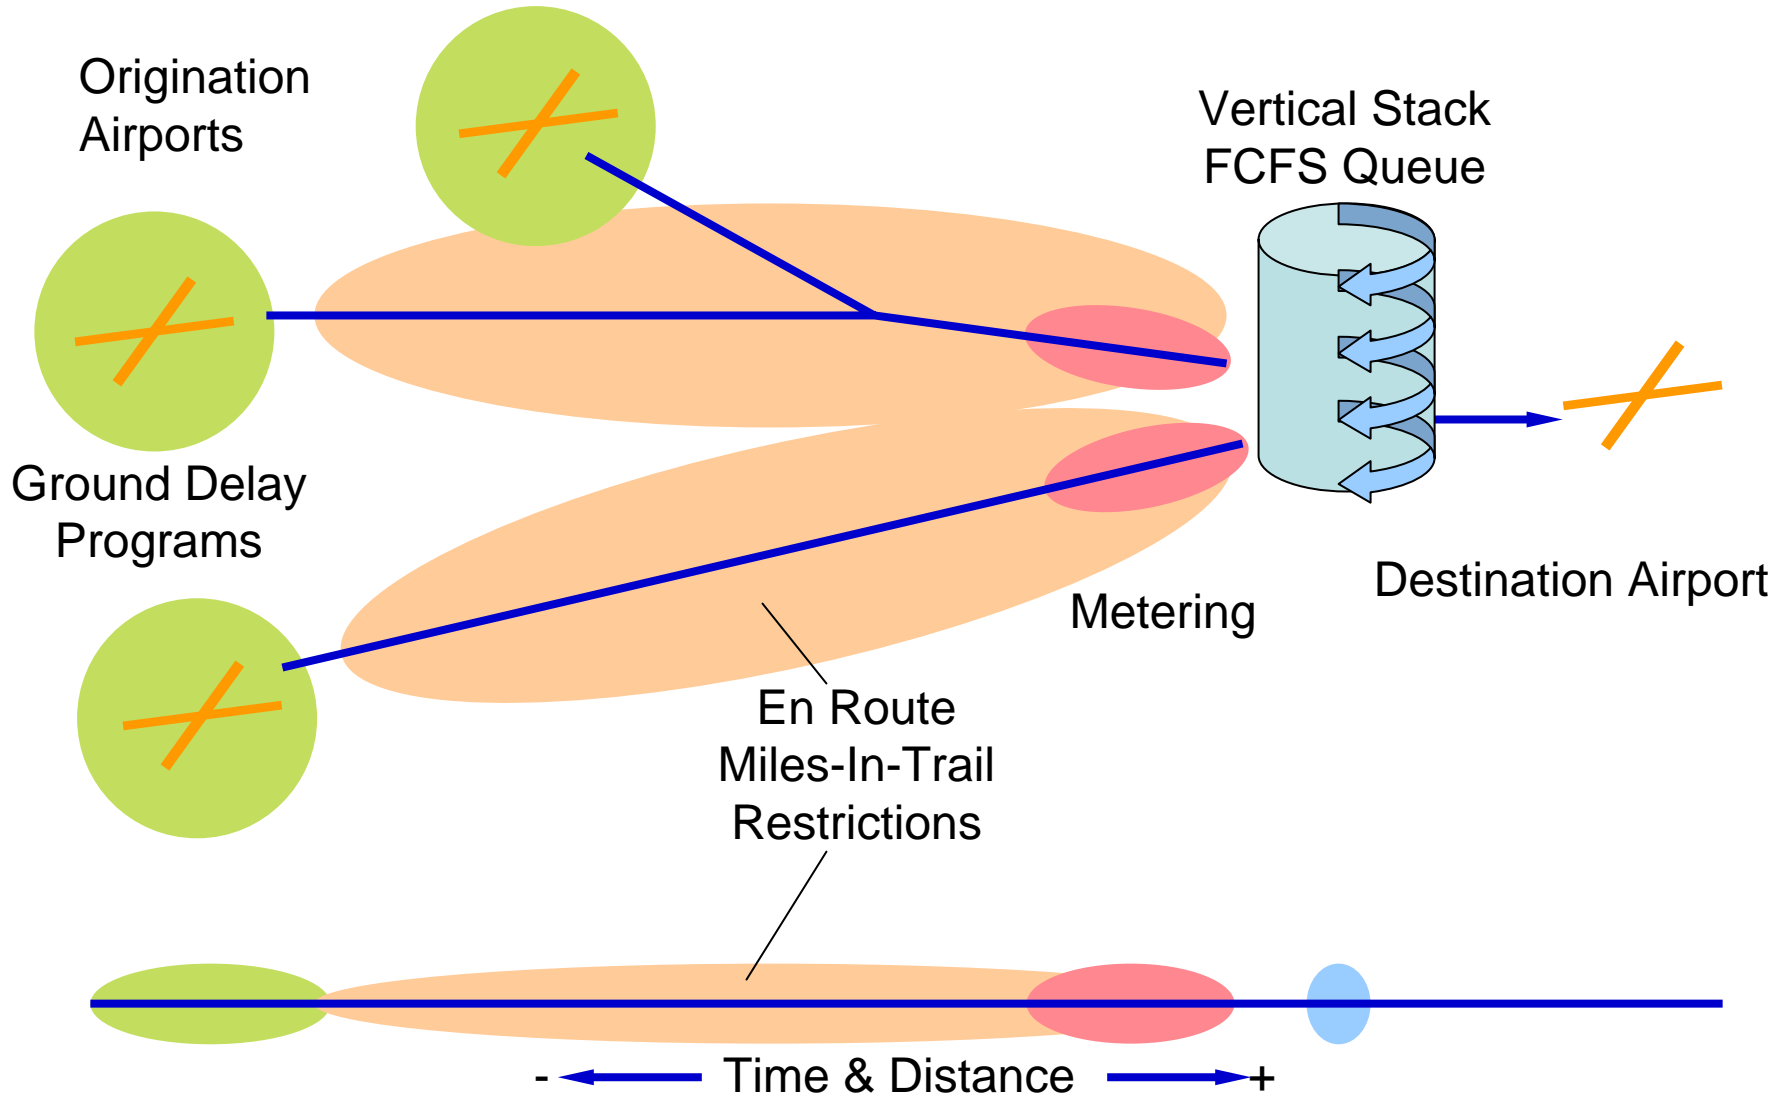 Origination
Airports
Vertical Stack
FCFS Queue
Ground Delay
Programs
Destination Airport
Metering
En Route
Miles-In-Trail
Restrictions
- Time & Distance +